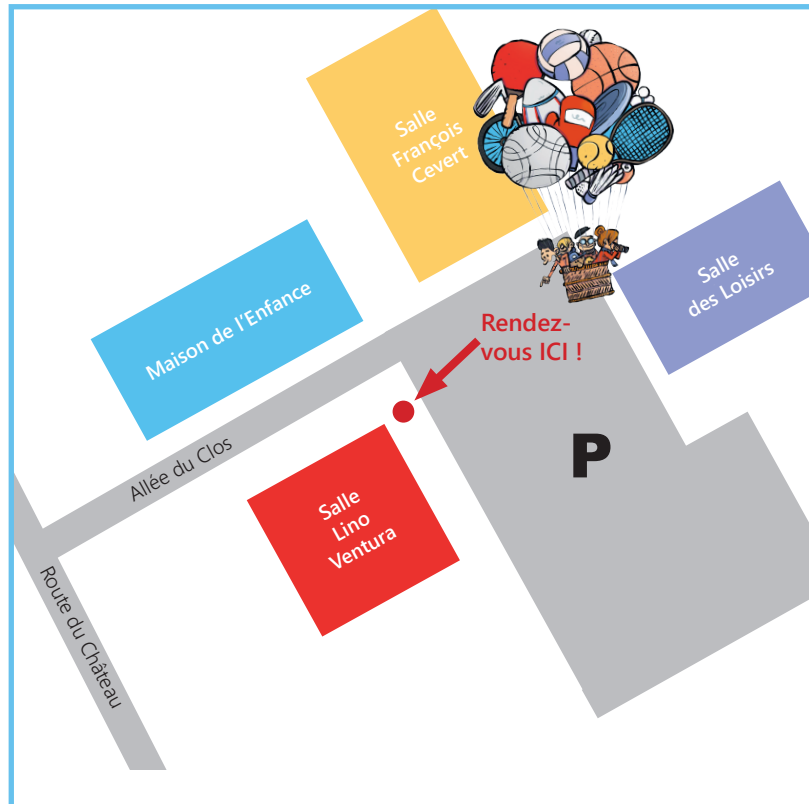 Salle
François
Cevert
Salle
des Loisirs
Maison de l'Enfance
Rendez-
vous ICI !
Allée du Clos
P
Salle
Lino
Ventura
Route du Château